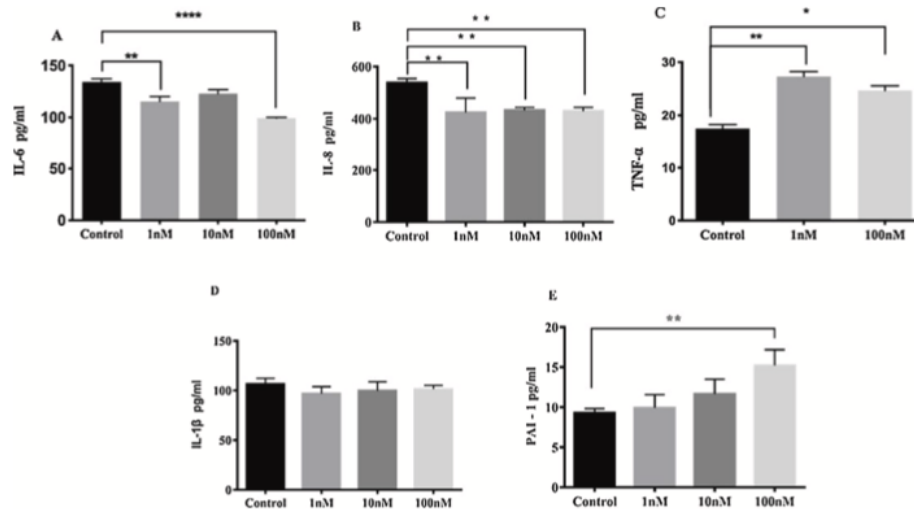 A
****
**
IL-6 pg/ml
150
100
50
0
Control 1nM 10nM 100nM
B
* *
* *
* *
IL-8 pg/ml
600
400
200
0
Control 1nM 10nM 100nM
C
*
**
TNF-α pg/ml
30
20
10
0
Control 1nM 100nM
D
IL-1β pg/ml
150
100
50
0
Control 1nM 10nM 100nM
E
**
PAI - 1 pg/ml
20
15
10
5
0
Control 1nM 10nM 100nM